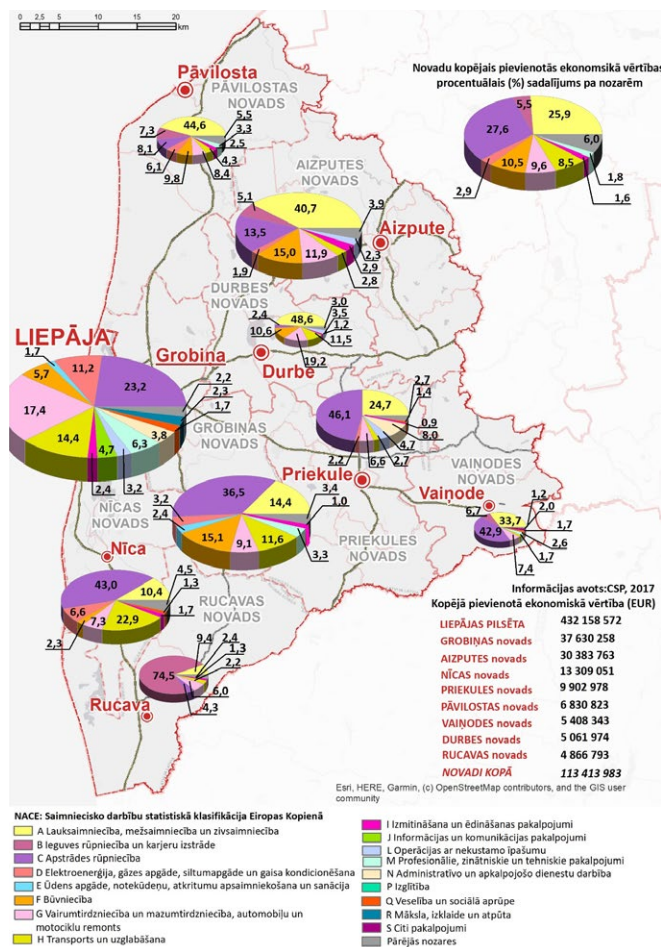 0 2,5 5 10 15 20
km
Novadu kopējais pievienotās ekonomsikā vērtības
procentuālais (%) sadalījums pa nozarēm
5,5
25,9
27,6
6,0
10,5
9,6
8,5
1,8
2,9
1,6
Pāvilosta
PĀVILOSTAS
NOVADS
44,6
5,5
7,3
3,3
8,1
2,5
6,1
4,3
9,8
8,4
AIZPUTES
NOVADS
5,1
40,7
3,9
Aizpute
13,5
15,0
11,9
2,3
1,9
2,9
2,8
DURBES
NOVADS
48,6
3,0
2,4
3,5
1,2
10,6
11,5
19,2
Durbe
LIEPĀJA
Grobiņa
1,7
11,2
5,7
23,2
17,4
2,2
2,3
1,7
14,4
4,7
6,3
3,8
2,4
3,2
GROBIŅAS
NOVADS
46,1
24,7
2,7
1,4
0,9
8,0
2,2
6,6
4,7
2,7
Priekule
VAIŅODES
NOVADS
Vaiņode
6,7
33,7
1,2
2,0
42,9
1,7
2,6
1,7
7,4
NĪCAS
NOVADS
36,5
14,4
3,4
1,0
3,2
2,4
15,1
9,1
11,6
3,3
PRIEKULES
NOVADS
Nīca
43,0
10,4
4,5
1,3
1,7
6,6
7,3
22,9
2,3
RUCAVAS
NOVADS
9,4
2,4
1,3
2,2
74,5
6,0
4,3
Rucava
Informācijas avots:CSP, 2017
Kopējā pievienotā ekonomiskā vērtība (EUR)
LIEPĀJAS PILSĒTA 432 158 572
GROBIŅAS novads 37 630 258
AIZPUTES novads 30 383 763
NĪCAS novads 13 309 051
PRIEKULES novads 9 902 978
PĀVILOSTAS novads 6 830 823
VAIŅODES novads 5 408 343
DURBES novads 5 061 974
RUCAVAS novads 4 866 793
NOVADI KOPĀ 113 413 983
Esri, HERE, Garmin, (c) OpenStreetMap contributors, and the GIS user
community
NACE: Saimniecisko darbību statistiskā klasifikācija Eiropas Kopienā
A Lauksaimniecība, mežsaimniecība un zivsaimniecība
B Ieguves rūpniecība un karjeru izstrāde
C Apstrādes rūpniecība
D Elektroenerģija, gāzes apgāde, siltumapgāde un gaisa kondicionēšana
E Ūdens apgāde, notekūdeņu, atkritumu apsaimniekošana un sanācija
F Būvniecība
G Vairumtirdzniecība un mazumtirdzniecība, automobiļu un
motociklu remonts
H Transports un uzglabāšana
I Izmitināšana un ēdināšanas pakalpojumi
J Informācijas un komunikācijas pakalpojumi
L Operācijas ar nekustamo īpašumu
M Profesionālie, zinātniskie un tehniskie pakalpojumi
N Administratīvo un apkalpojošo dienestu darbība
P Izglītība
Q Veselība un sociālā aprūpe
R Māksla, izklaide un atpūta
S Citi pakalpojumi
Pārējās nozares